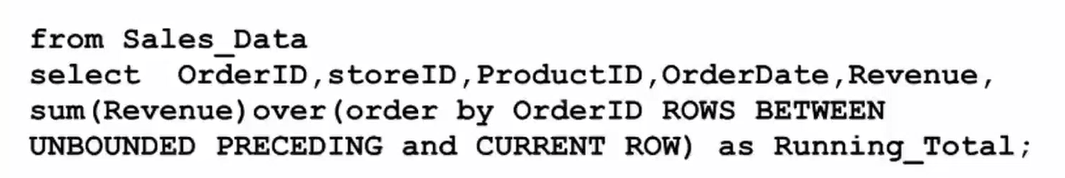 from Sales_Data
select  OrderID,storeID,ProductID,OrderDate,Revenue,
sum(Revenue)over(order by OrderID ROWS BETWEEN
UNBOUNDED PRECEDING and CURRENT ROW) as Running_Total;